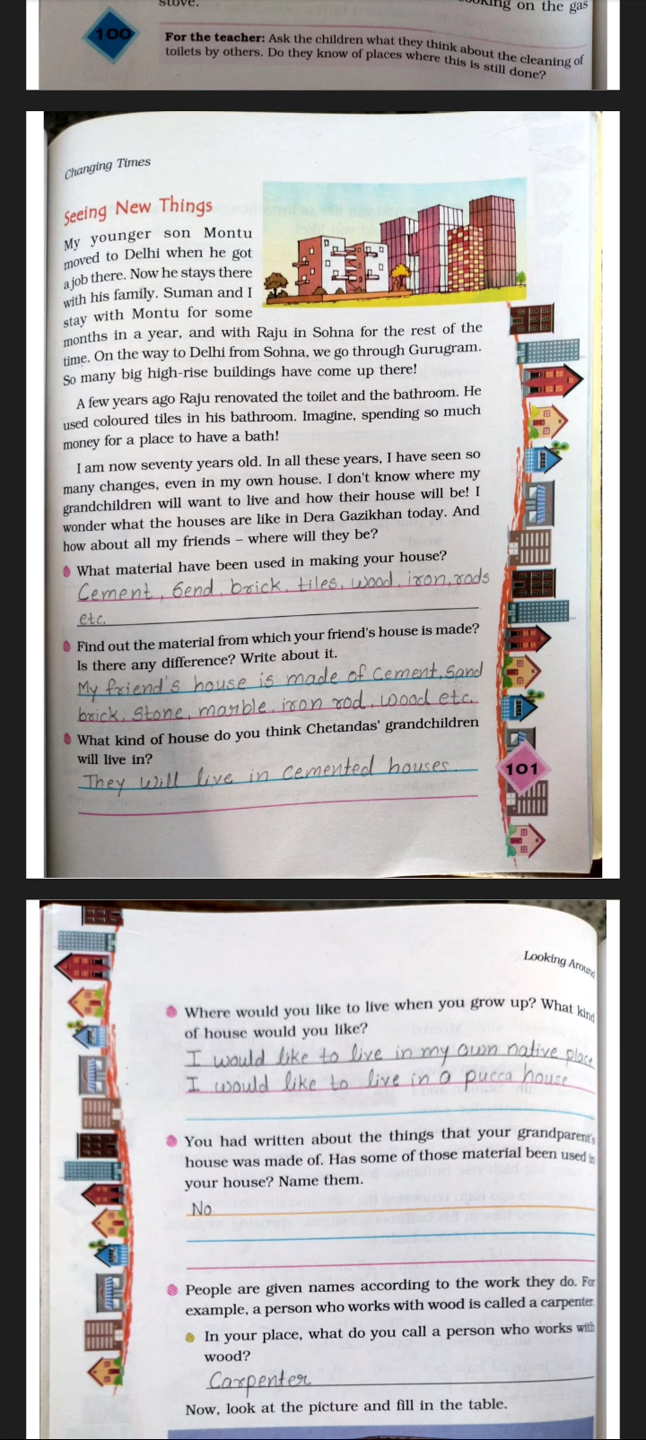 stove.
king on the gas
100
For the teacher: Ask the children what they think about the cleaning of
toilets by others. Do they know of places where this is still done?
Changing Times
Seeing New Things
My younger son Montu
moved to Delhi when he got
a job there. Now he stays there
with his family. Suman and I
stay with Montu for some
months in a year, and with Raju in Sohna for the rest of the
time. On the way to Delhi from Sohna, we go through Gurugram.
So many big high-rise buildings have come up there!
A few years ago Raju renovated the toilet and the bathroom. He
used coloured tiles in his bathroom. Imagine, spending so much
money for a place to have a bath!
I am now seventy years old. In all these years, I have seen so
many changes, even in my own house. I don't know where my
grandchildren will want to live and how their house will be! I
wonder what the houses are like in Dera Gazikhan today. And
how about all my friends – where will they be?
What material have been used in making your house?
Cement, Send, brick, tiles, wood, iron, rods
etc.
Find out the material from which your friend's house is made?
Is there any difference? Write about it.
My friend's house is made of Cement, Sand
brick, Stone, marble, iron rod, wood etc.
What kind of house do you think Chetandas' grandchildren
will live in?
They will live in cemented houses.
101
Looking Around
Where would you like to live when you grow up? What kind
of house would you like?
I would like to live in my own native place
I would like to live in a pucca house
You had written about the things that your grandparent's
house was made of. Has some of those material been used in
your house? Name them.
No
People are given names according to the work they do. For
example, a person who works with wood is called a carpenter.
In your place, what do you call a person who works with
wood?
Carpenter
Now, look at the picture and fill in the table.